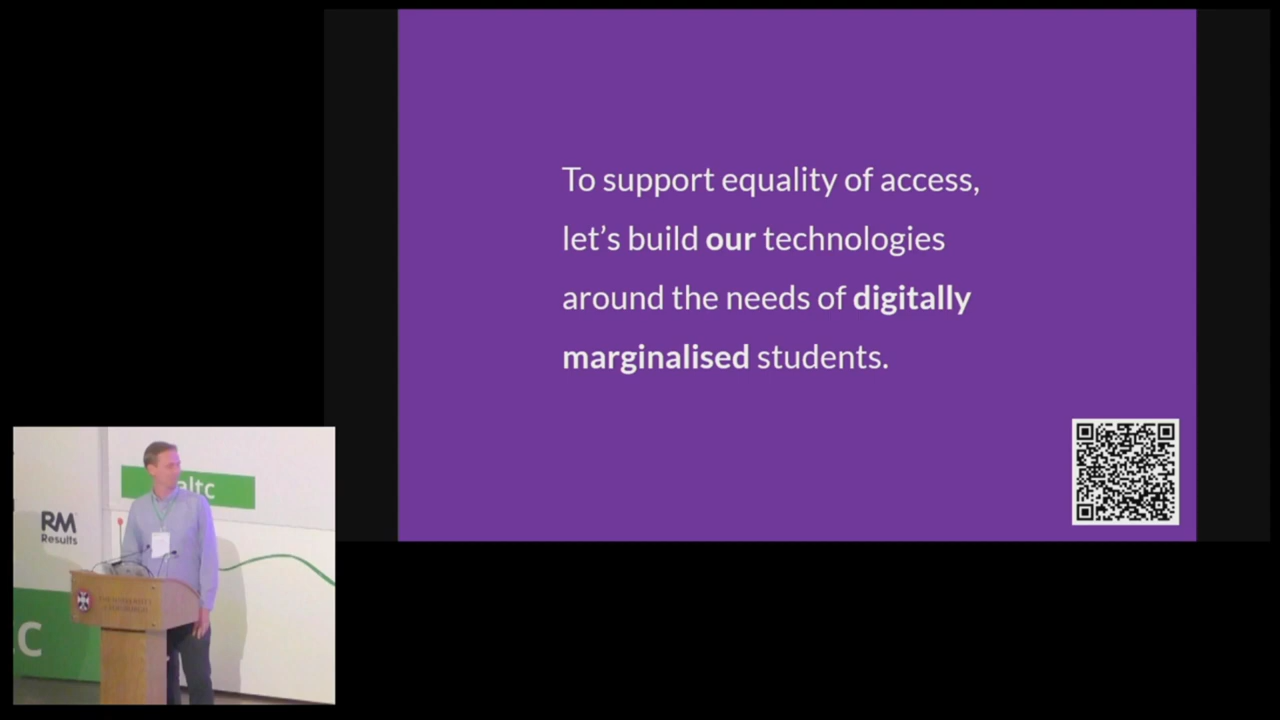 To support equality of access,
let’s build our technologies
around the needs of digitally
marginalised students.
altc
RM
Results
C